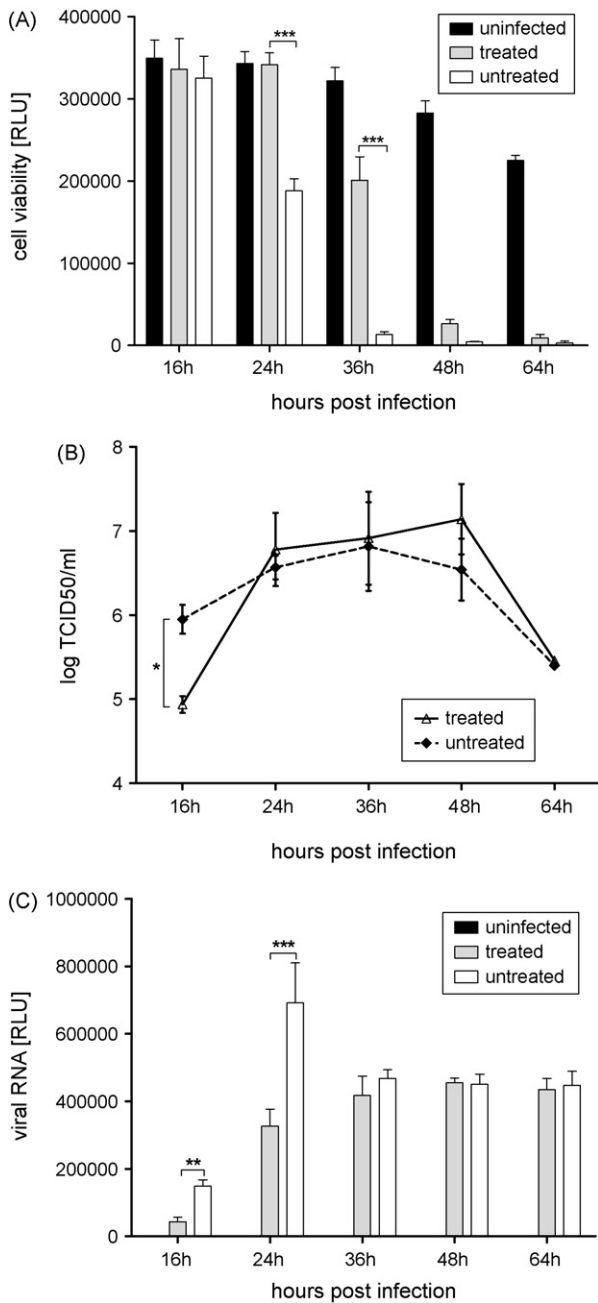 (A)
400000
300000
200000
100000
0
cell viability [RLU]
uninfected
treated
untreated
***
***
16h 24h 36h 48h 64h
hours post infection
(B)
8
7
6
5
4
log TCID50/ml
*
treated
untreated
16h 24h 36h 48h 64h
hours post infection
(C)
1000000
800000
600000
400000
200000
0
viral RNA [RLU]
uninfected
treated
untreated
***
**
16h 24h 36h 48h 64h
hours post infection